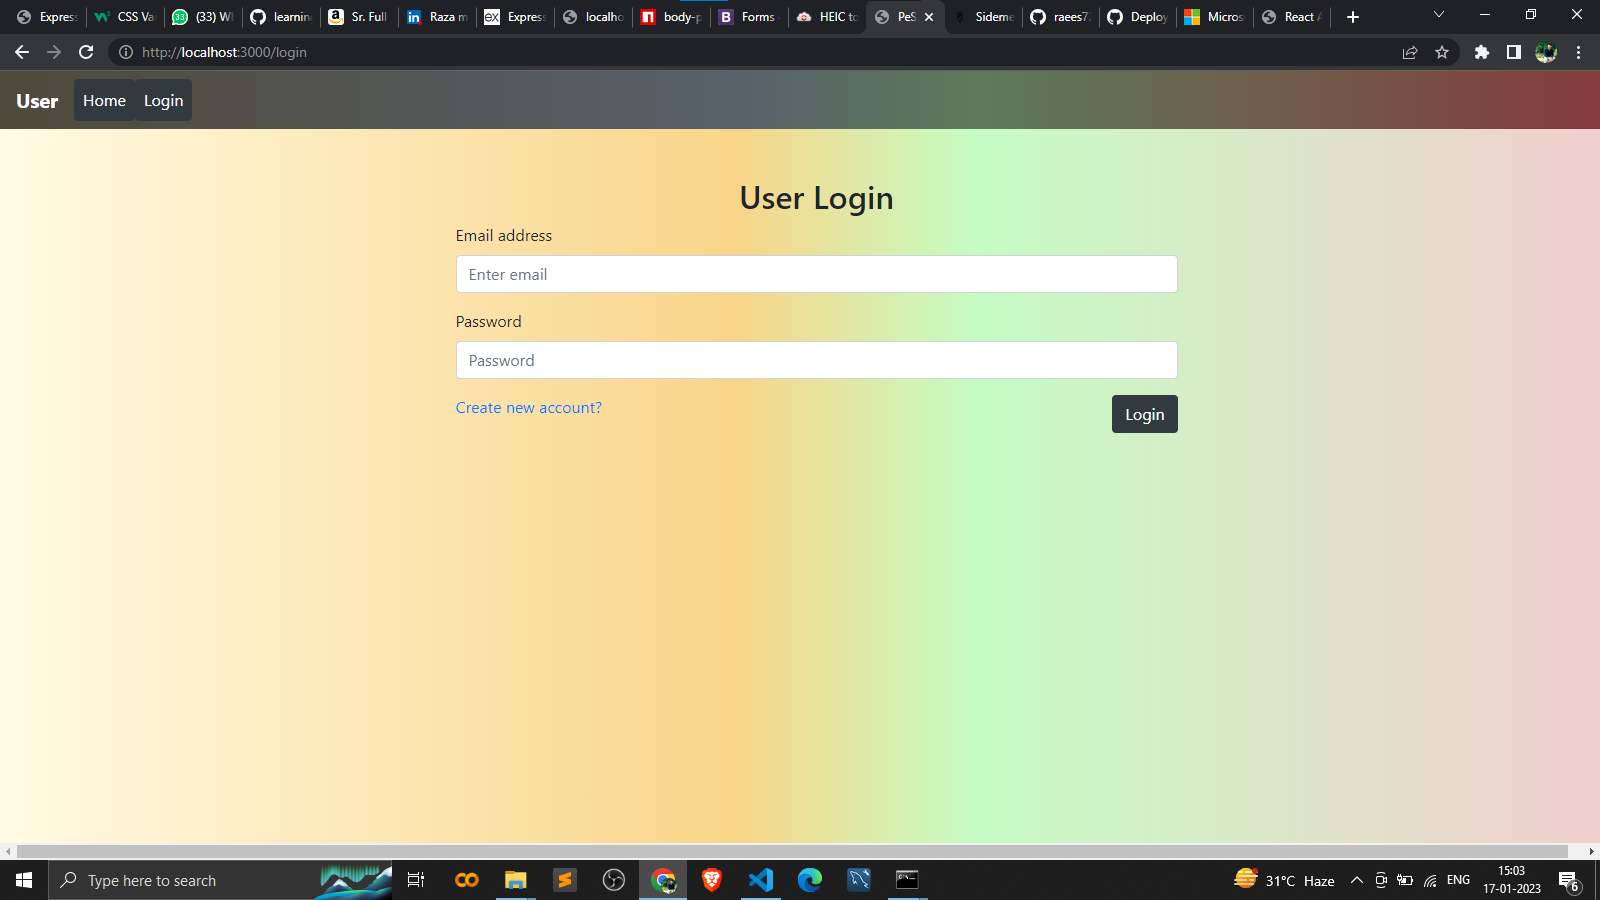 Express
CSS Va
(33) W
learnin
Sr. Full
Raza m
Express
localho
body-p
Forms
HEIC to
PeS
Sideme
raees7
Deploy
Micros
React A
http://localhost:3000/login
User
Home
Login
User Login
Email address
Enter email
Password
Password
Create new account?
Login
Type here to search
31°C Haze
ENG
15:03
17-01-2023
6